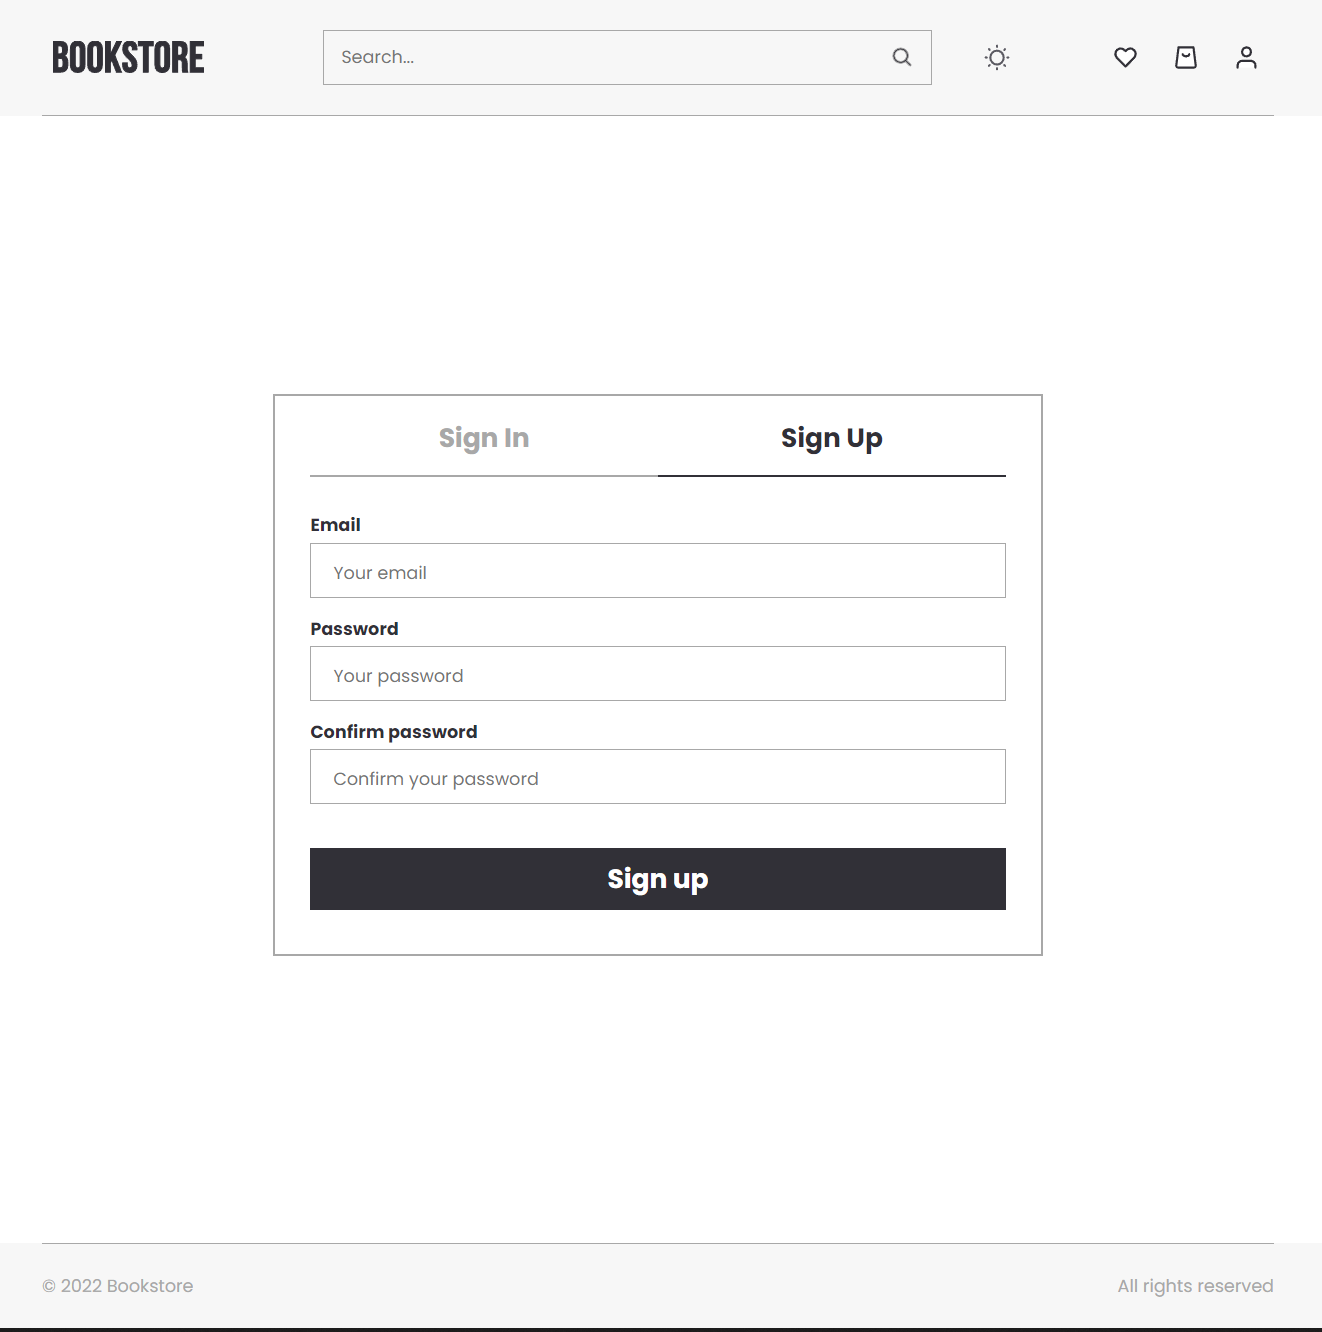 BOOKSTORE
Search...
Sign In
Sign Up
Email
Your email
Password
Your password
Confirm password
Confirm your password
Sign up
© 2022 Bookstore
All rights reserved